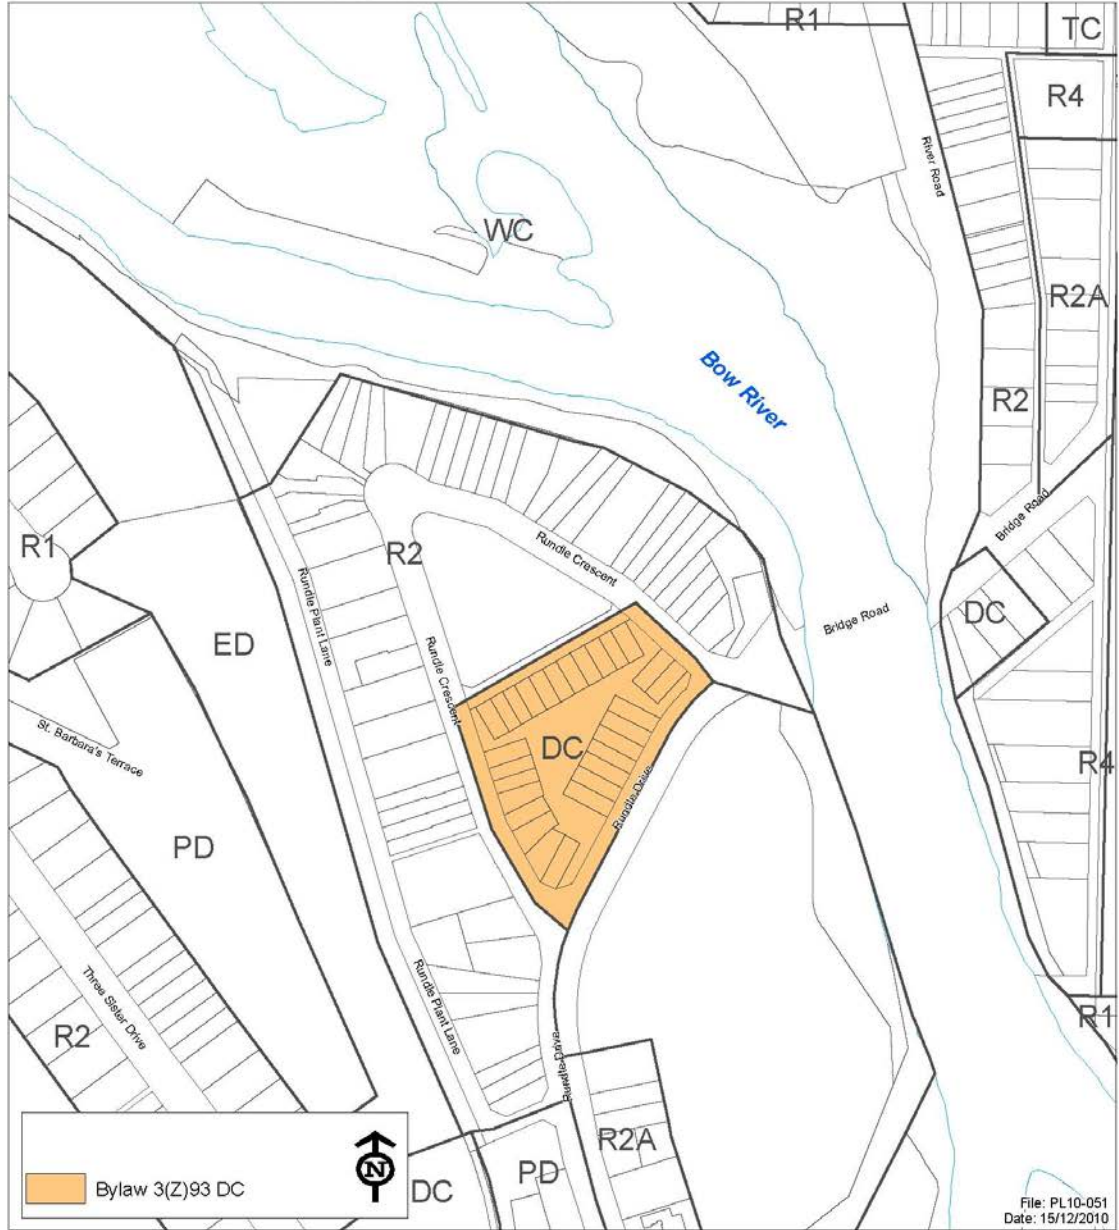 R1
TC
R4
River Road
WC
R2A
Bow River
R2
Bridge Road
R1
R2
Rundle Crescent
Rundle Plant Lane
Bridge Road
DC
ED
Rundle Crescent
St. Barbara's Terrace
DC
R4
Rundle Drive
PD
Three Sister Drive
Rundle Plant Lane
R2
R1
Rundle Drive
R2A
PD
DC
N
Bylaw 3(Z)93 DC
File: PL10-051
Date: 15/12/2010